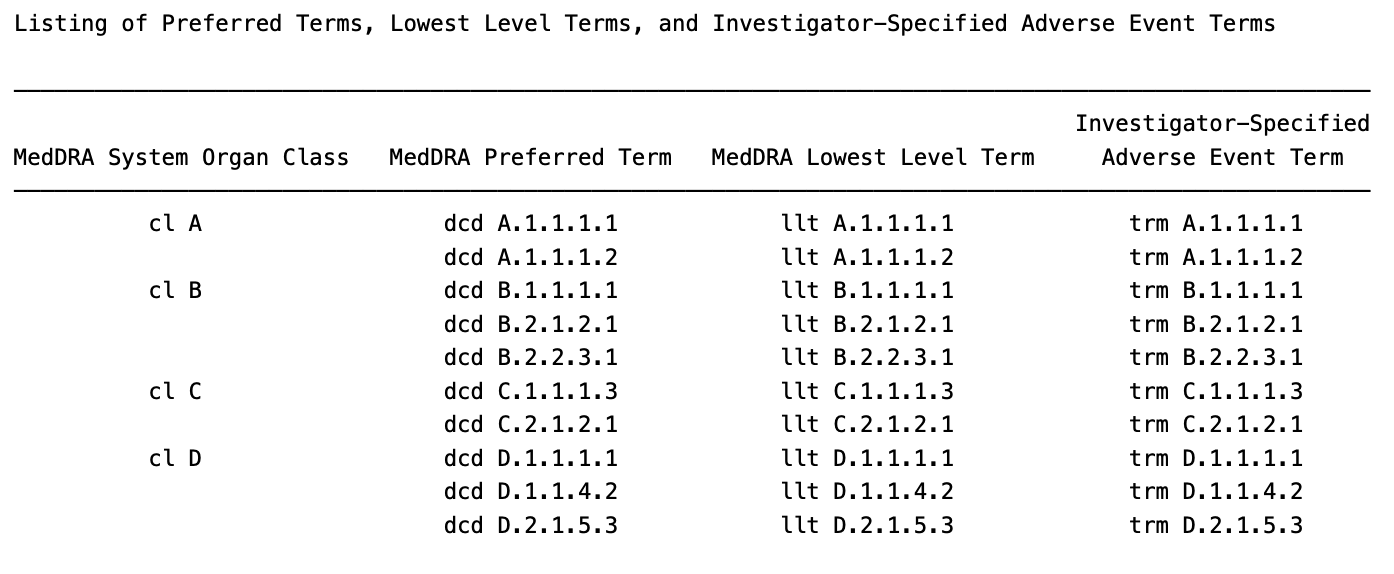 Listing of Preferred Terms, Lowest Level Terms, and Investigator-Specified Adverse Event Terms
Investigator-Specified
MedDRA System Organ Class MedDRA Preferred Term MedDRA Lowest Level Term Adverse Event Term
cl A dcd A.1.1.1.1 llt A.1.1.1.1 trm A.1.1.1.1
dcd A.1.1.1.2 llt A.1.1.1.2 trm A.1.1.1.2
cl B dcd B.1.1.1.1 llt B.1.1.1.1 trm B.1.1.1.1
dcd B.2.1.2.1 llt B.2.1.2.1 trm B.2.1.2.1
dcd B.2.2.3.1 llt B.2.2.3.1 trm B.2.2.3.1
cl C dcd C.1.1.1.3 llt C.1.1.1.3 trm C.1.1.1.3
dcd C.2.1.2.1 llt C.2.1.2.1 trm C.2.1.2.1
cl D dcd D.1.1.1.1 llt D.1.1.1.1 trm D.1.1.1.1
dcd D.1.1.4.2 llt D.1.1.4.2 trm D.1.1.4.2
dcd D.2.1.5.3 llt D.2.1.5.3 trm D.2.1.5.3